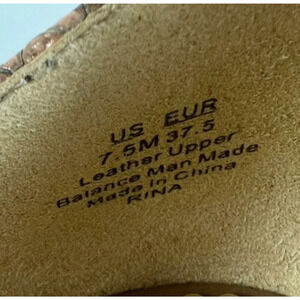 US EUR
7.5M 37.5
Leather Upper
Balance Man Made
Made in China
RINA